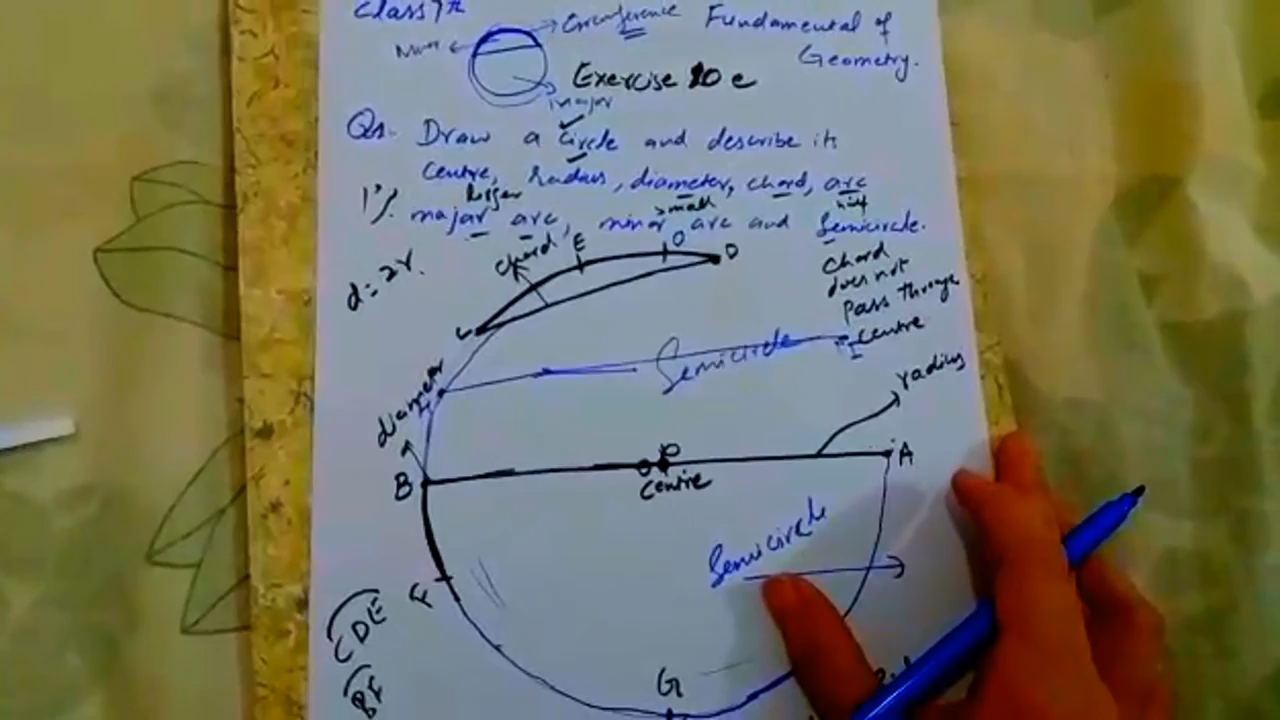 Class 7th
Circumference
Fundamental of
Geometry.
Exercise 10 e
major
Qs. Draw a circle and describe its
centre, radius, diameter, chord, arc
1%. bigger
small
half
major arc, minor arc and Semicircle.
d=2r.
chord
E
O
D
chord
does not
pass through
centre
Semicircle
diameter
radius
B
A
centre
Semicircle
F
G
CDE
BF